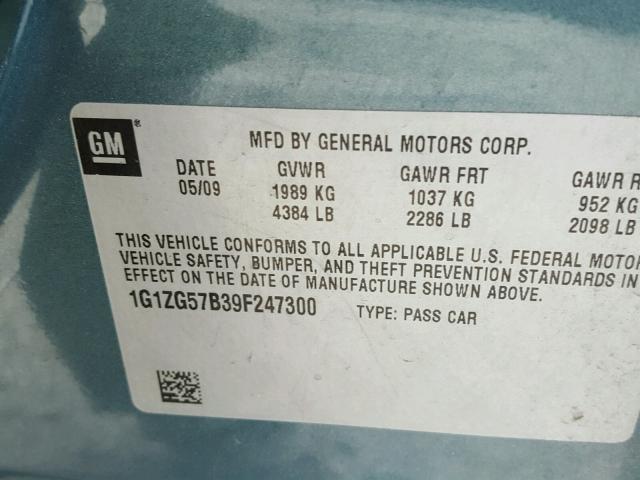 GM®
MFD BY GENERAL MOTORS CORP.
DATE GVWR GAWR FRT GAWR R
05/09 1989 KG 1037 KG 952 KG
4384 LB 2286 LB 2098 LB
THIS VEHICLE CONFORMS TO ALL APPLICABLE U.S. FEDERAL MOTOR
VEHICLE SAFETY, BUMPER, AND THEFT PREVENTION STANDARDS IN
EFFECT ON THE DATE OF MANUFACTURE SHOWN ABOVE.
1G1ZG57B39F247300 TYPE: PASS CAR